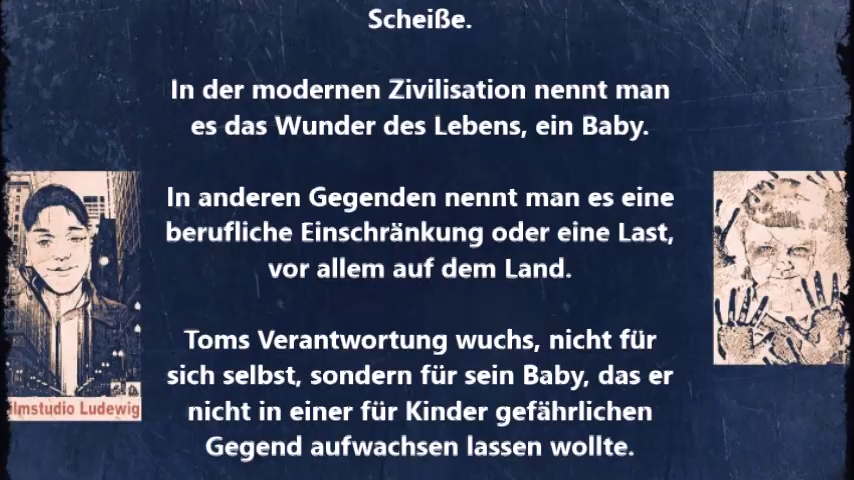 Scheiße.
In der modernen Zivilisation nennt man
es das Wunder des Lebens, ein Baby.
In anderen Gegenden nennt man es eine
berufliche Einschränkung oder eine Last,
vor allem auf dem Land.
Toms Verantwortung wuchs, nicht für
sich selbst, sondern für sein Baby, das er
nicht in einer für Kinder gefährlichen
Gegend aufwachsen lassen wollte.
ilmstudio Ludewig